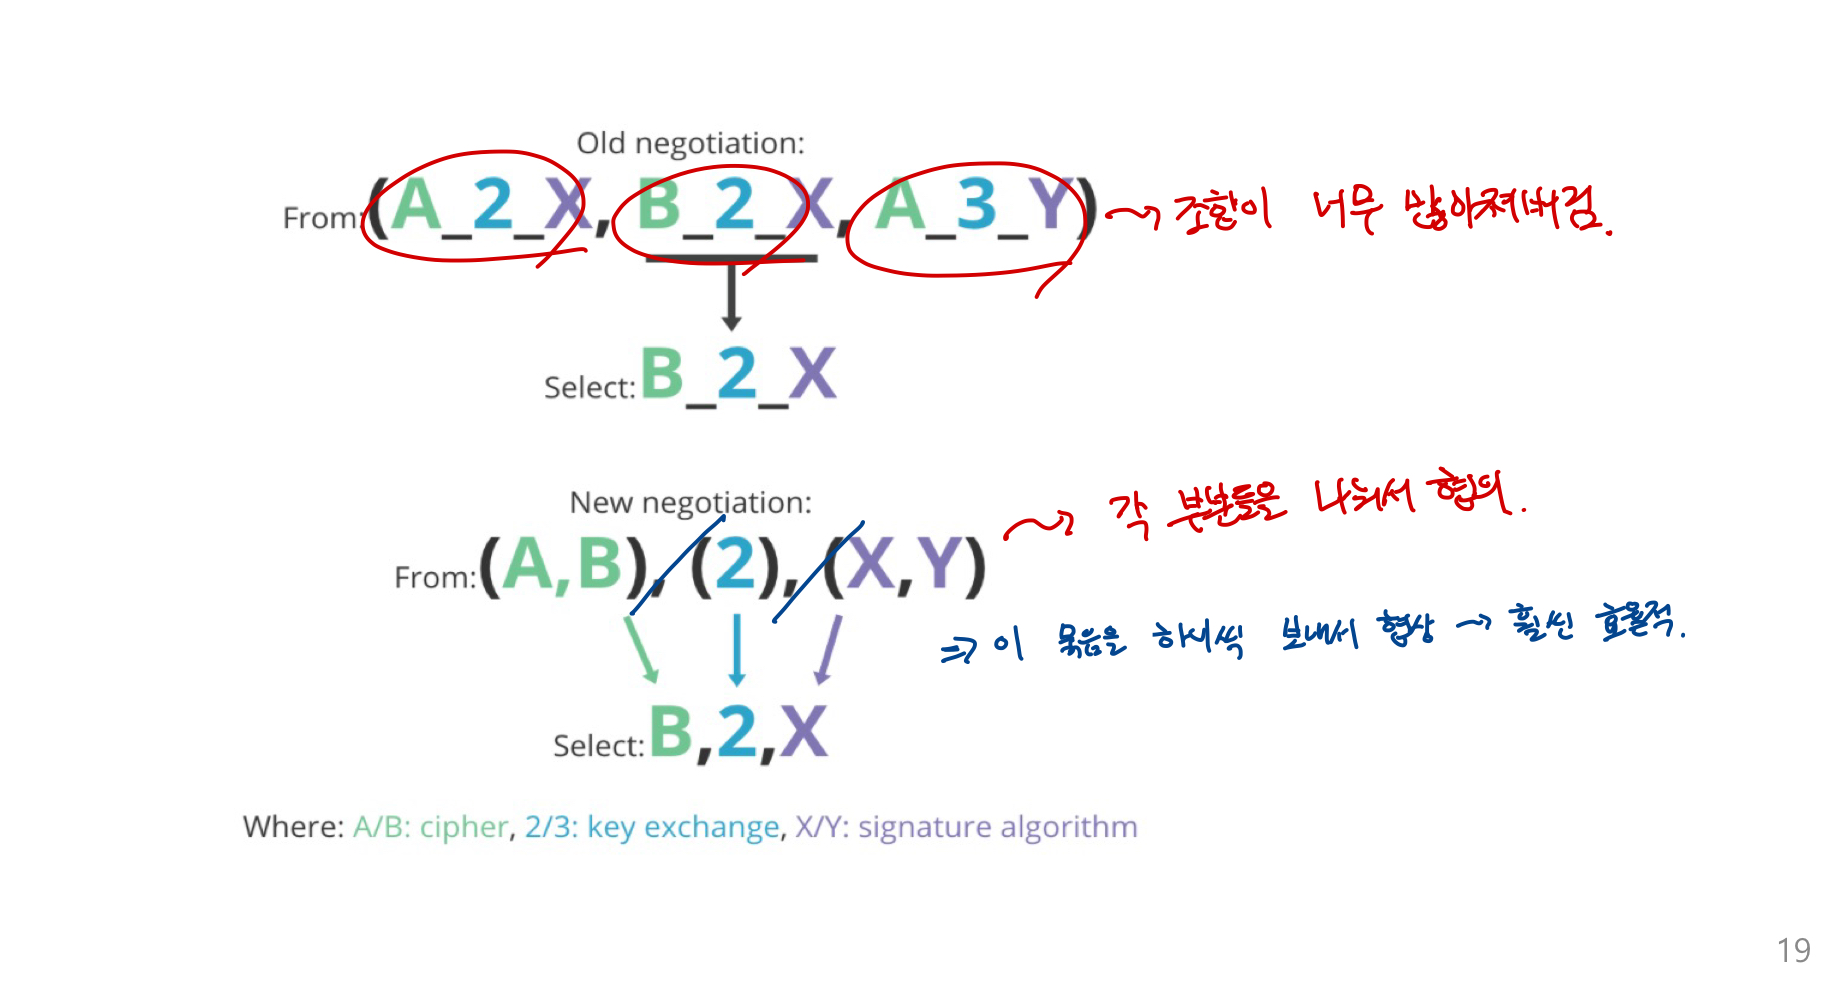 Old negotiation:
From: (A_2_X, B_2_X, A_3_Y) ~> 조합이 너무 많아져버림.
Select: B_2_X
New negotiation: ~> 각 부분들을 나눠서 협의.
From: (A,B), (2), (X,Y)
⇒ 이 묶음을 하나씩 보내서 협상 → 훨씬 효율적.
Select: B,2,X
Where: A/B: cipher, 2/3: key exchange, X/Y: signature algorithm
19